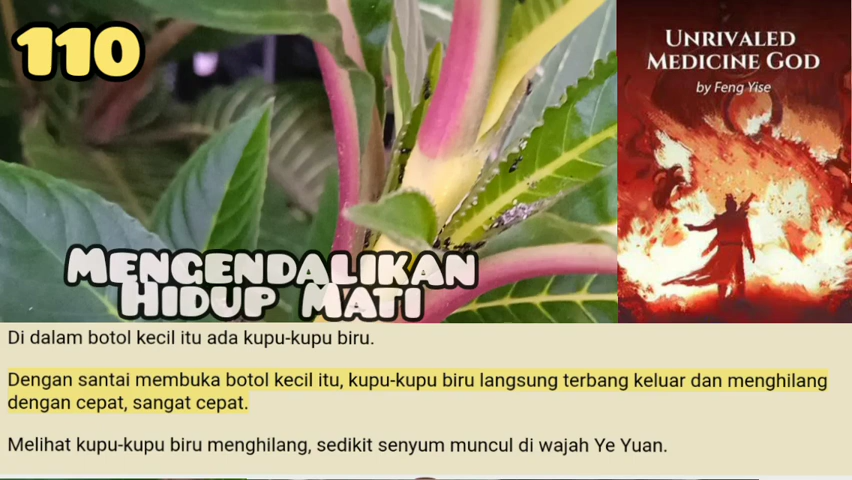 110
UNRIVALED
MEDICINE GOD
by Feng Yise
MENGENDALIKAN
HIDUP MATI
Di dalam botol kecil itu ada kupu-kupu biru.
Dengan santai membuka botol kecil itu, kupu-kupu biru langsung terbang keluar dan menghilang
dengan cepat, sangat cepat.
Melihat kupu-kupu biru menghilang, sedikit senyum muncul di wajah Ye Yuan.